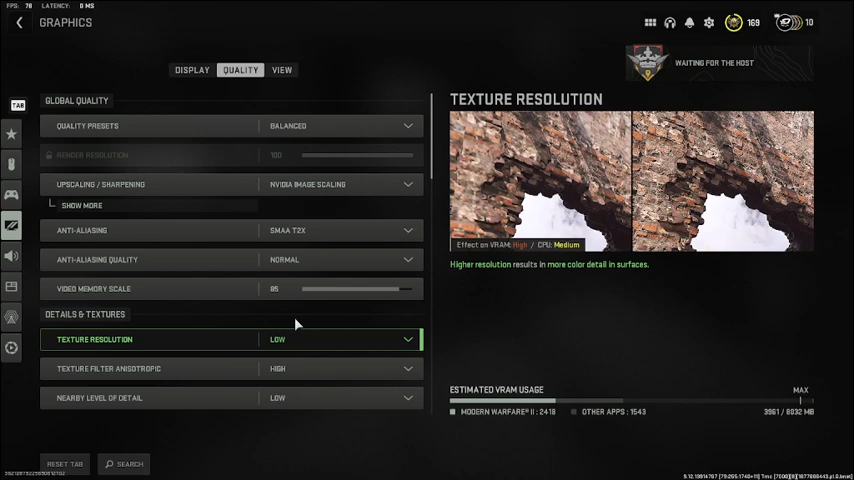 FPS: 78 LATENCY: 0 MS
GRAPHICS
169 10
WAITING FOR THE HOST
DISPLAY QUALITY VIEW
TAB
GLOBAL QUALITY
QUALITY PRESETS BALANCED
RENDER RESOLUTION 100
UPSCALING / SHARPENING NVIDIA IMAGE SCALING
SHOW MORE
ANTI-ALIASING SMAA T2X
ANTI-ALIASING QUALITY NORMAL
VIDEO MEMORY SCALE 85
DETAILS & TEXTURES
TEXTURE RESOLUTION LOW
TEXTURE FILTER ANISOTROPIC HIGH
NEARBY LEVEL OF DETAIL LOW
TEXTURE RESOLUTION
Effect on VRAM: High / CPU: Medium
Higher resolution results in more color detail in surfaces.
ESTIMATED VRAM USAGE MAX
MODERN WARFARE® II : 2418 OTHER APPS : 1543 3961 / 8032 MB
RESET TAB SEARCH